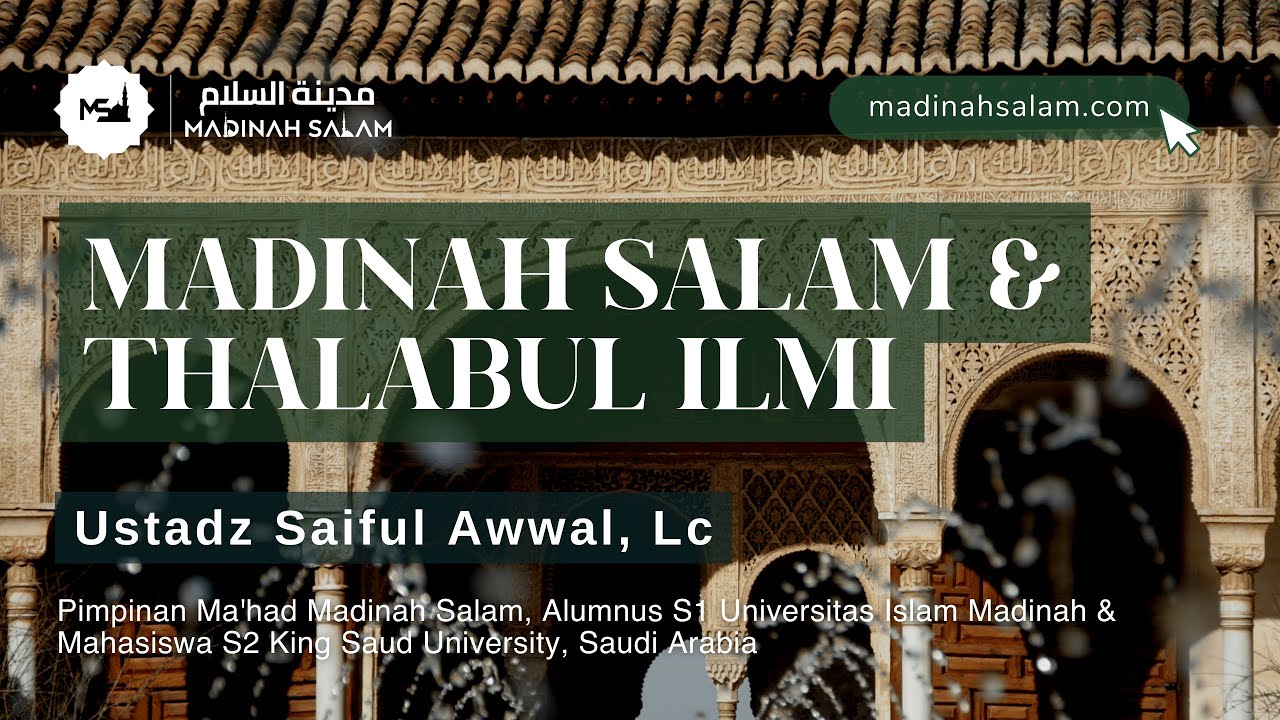 MS
مدينة السلام
MADINAH SALAM
madinahsalam.com
MADINAH SALAM &
THALABUL ILMI
Ustadz Saiful Awwal, Lc
Pimpinan Ma'had Madinah Salam, Alumnus S1 Universitas Islam Madinah &
Mahasiswa S2 King Saud University, Saudi Arabia